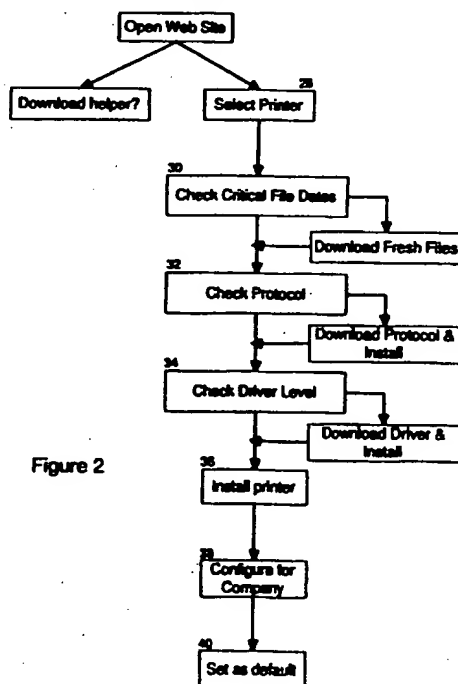 Open Web Site
Download helper?
28
Select Printer
30
Check Critical File Dates
Download Fresh Files
32
Check Protocol
Download Protocol &
Install
34
Check Driver Level
Download Driver &
Install
Figure 2
36
Install printer
38
Configure for
Company
40
Set as default